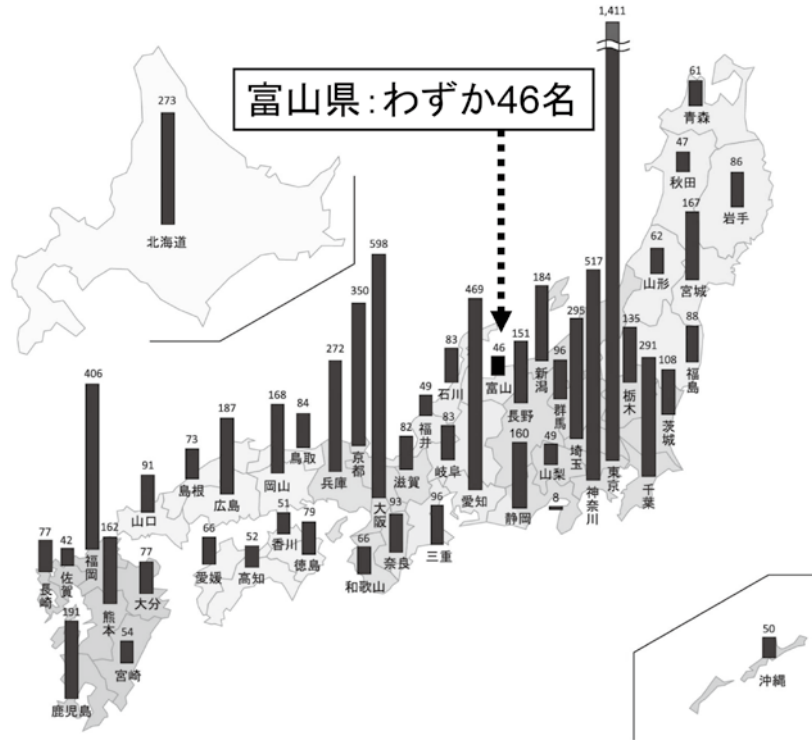 1,411
富山県：わずか46名
273
北海道
61
青森
47
秋田
86
岩手
167
宮城
62
山形
88
福島
598
大阪
350
京都
272
兵庫
469
愛知
517
神奈川
184
新潟
295
埼玉
135
栃木
291
千葉
108
茨城
東京
96
群馬
151
長野
46
富山
83
石川
49
福井
83
岐阜
82
滋賀
160
静岡
49
山梨
8
168
岡山
84
鳥取
187
広島
73
島根
91
山口
406
福岡
51
香川
79
徳島
66
愛媛
52
高知
66
和歌山
93
奈良
96
三重
77
長崎
42
佐賀
162
熊本
77
大分
191
鹿児島
54
宮崎
50
沖縄